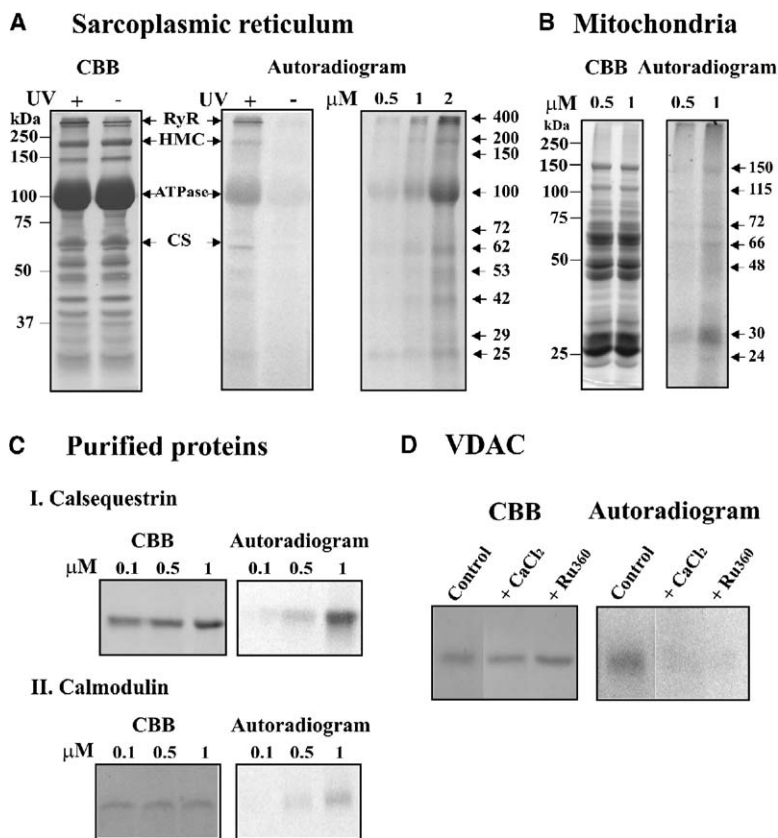 A Sarcoplasmic reticulum
CBB
Autoradiogram
UV + -
UV + -
μM 0.5 1 2
kDa
250
150
100
75
50
37
RyR
HMC
ATPase
CS
400
200
150
100
72
62
53
42
29
25
B Mitochondria
CBB Autoradiogram
μM 0.5 1 0.5 1
kDa
250
150
100
75
50
25
150
115
72
66
48
30
24
C Purified proteins
I. Calsequestrin
CBB Autoradiogram
μM 0.1 0.5 1 0.1 0.5 1
II. Calmodulin
CBB Autoradiogram
μM 0.1 0.5 1 0.1 0.5 1
D VDAC
CBB Autoradiogram
Control + CaCl₂ + Ru360 Control + CaCl₂ + Ru360